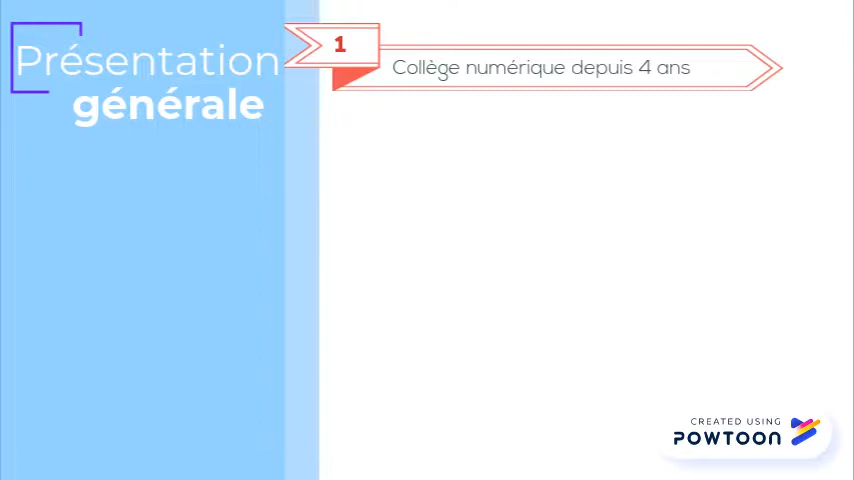 Présentation
générale
1
Collège numérique depuis 4 ans
CREATED USING
POWTOON